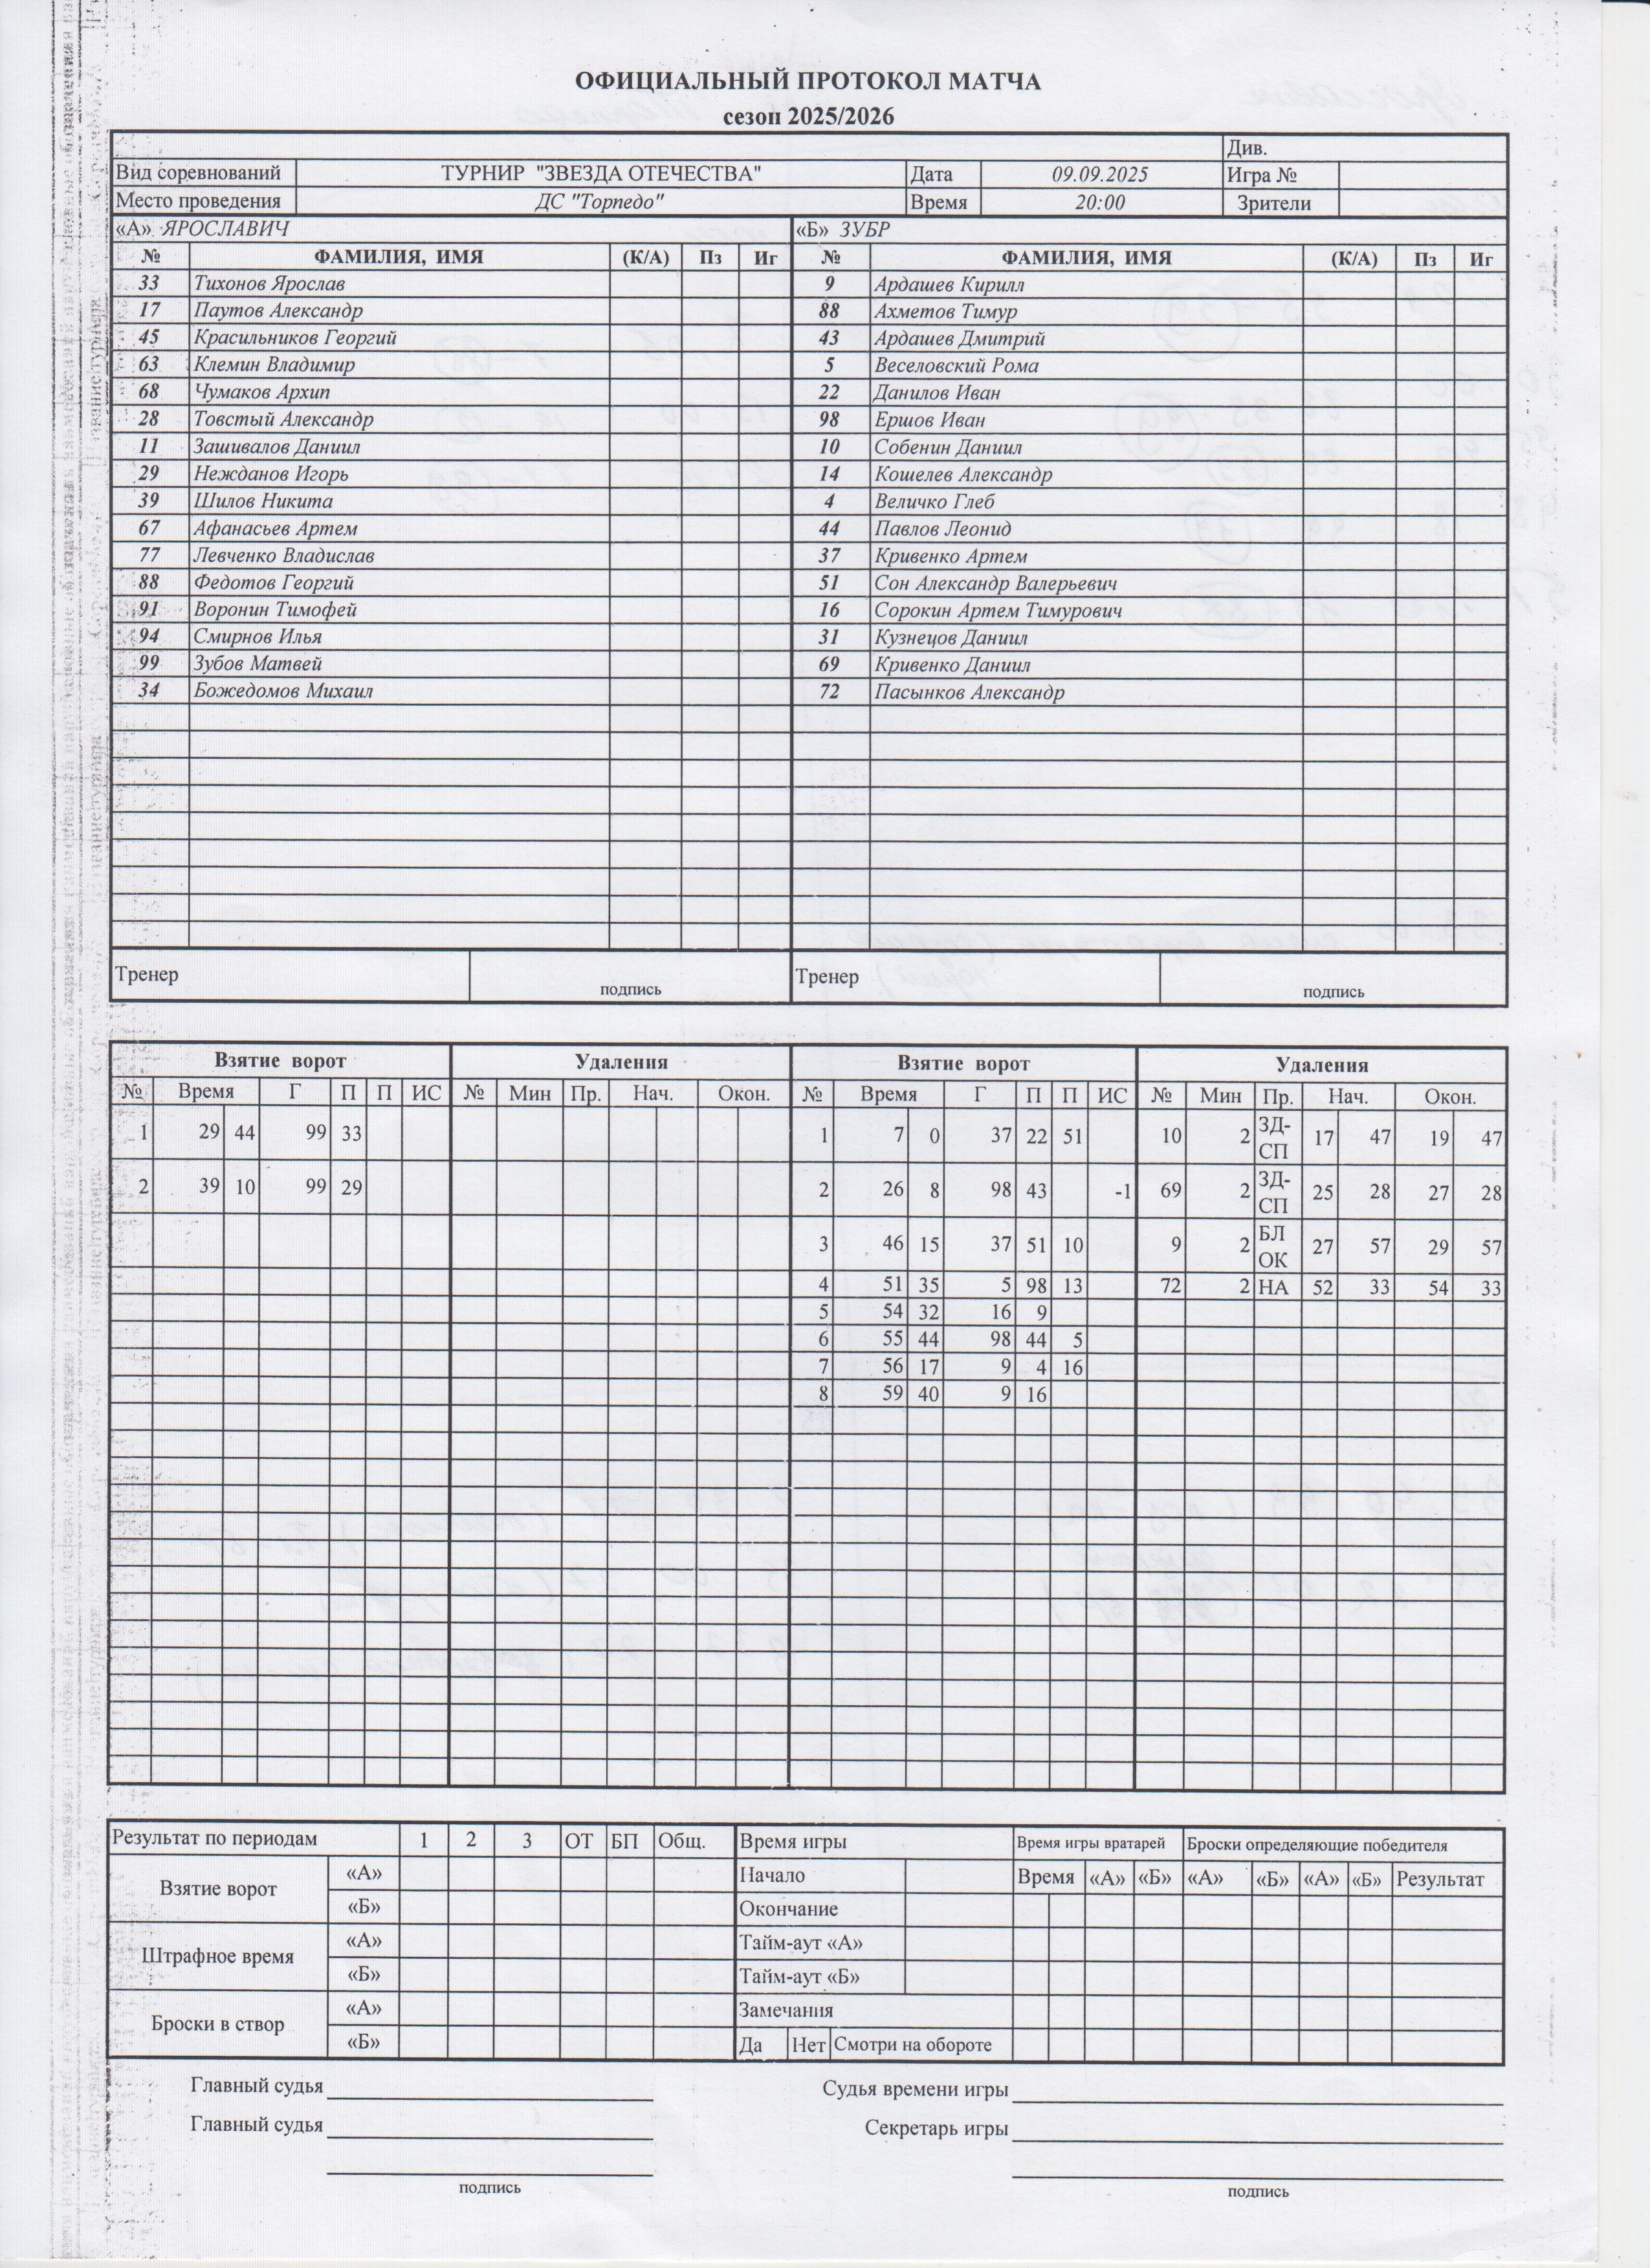 ОФИЦИАЛЬНЫЙ ПРОТОКОЛ МАТЧА
сезон 2025/2026
Див.
Вид соревнований ТУРНИР "ЗВЕЗДА ОТЕЧЕСТВА" Дата 09.09.2025 Игра №
Место проведения ДС "Торпедо" Время 20:00 Зрители
«А» ЯРОСЛАВИЧ «Б» ЗУБР
№ ФАМИЛИЯ, ИМЯ (К/А) Пз Иг № ФАМИЛИЯ, ИМЯ (К/А) Пз Иг
33 Тихонов Ярослав 9 Ардашев Кирилл
17 Паутов Александр 88 Ахметов Тимур
45 Красильников Георгий 43 Ардашев Дмитрий
63 Клемин Владимир 5 Веселовский Рома
68 Чумаков Архип 22 Данилов Иван
28 Товстый Александр 98 Ершов Иван
11 Зашивалов Даниил 10 Собенин Даниил
29 Нежданов Игорь 14 Кошелев Александр
39 Шилов Никита 4 Величко Глеб
67 Афанасьев Артем 44 Павлов Леонид
77 Левченко Владислав 37 Кривенко Артем
88 Федотов Георгий 51 Сон Александр Валерьевич
91 Воронин Тимофей 16 Сорокин Артем Тимурович
94 Смирнов Илья 31 Кузнецов Даниил
99 Зубов Матвей 69 Кривенко Даниил
34 Божедомов Михаил 72 Пасынков Александр
Тренер подпись Тренер подпись
Взятие ворот Удаления Взятие ворот Удаления
№ Время Г П П ИС № Мин Пр. Нач. Окон. № Время Г П П ИС № Мин Пр. Нач. Окон.
1 29 44 99 33 1 7 0 37 22 51 10 2 ЗД-СП 17 47 19 47
2 39 10 99 29 2 26 8 98 43 -1 69 2 ЗД-СП 25 28 27 28
3 46 15 37 51 10 9 2 БЛОК 27 57 29 57
4 51 35 5 98 13 72 2 НА 52 33 54 33
5 54 32 16 9
6 55 44 98 44 5
7 56 17 9 4 16
8 59 40 9 16
Результат по периодам 1 2 3 ОТ БП Общ. Время игры Время игры вратарей Броски определяющие победителя
Взятие ворот «А» Начало Время «А» «Б» «А» «Б» «А» «Б» Результат
«Б» Окончание
Штрафное время «А» Тайм-аут «А»
«Б» Тайм-аут «Б»
Броски в створ «А» Замечания
«Б» Да Нет Смотри на обороте
Главный судья Судья времени игры
Главный судья Секретарь игры
подпись подпись